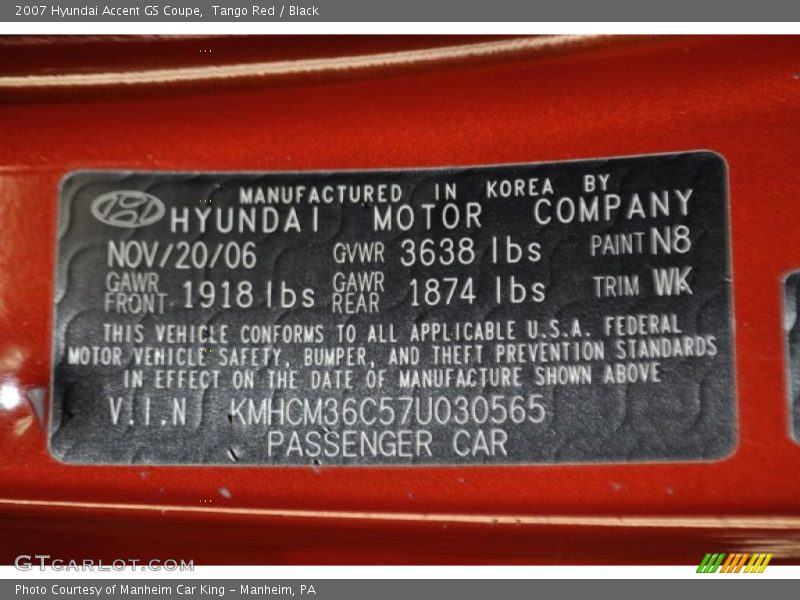 2007 Hyundai Accent GS Coupe,  Tango Red / Black
MANUFACTURED IN KOREA BY
HYUNDAI MOTOR COMPANY
NOV/20/06 GVWR 3638 lbs PAINT N8
GAWR FRONT 1918 lbs GAWR REAR 1874 lbs TRIM WK
THIS VEHICLE CONFORMS TO ALL APPLICABLE U.S.A. FEDERAL
MOTOR VEHICLE SAFETY, BUMPER, AND THEFT PREVENTION STANDARDS
IN EFFECT ON THE DATE OF MANUFACTURE SHOWN ABOVE
V.I.N KMHCM36C57U030565
PASSENGER CAR
GTCARLOT.COM
Photo Courtesy of Manheim Car King - Manheim, PA